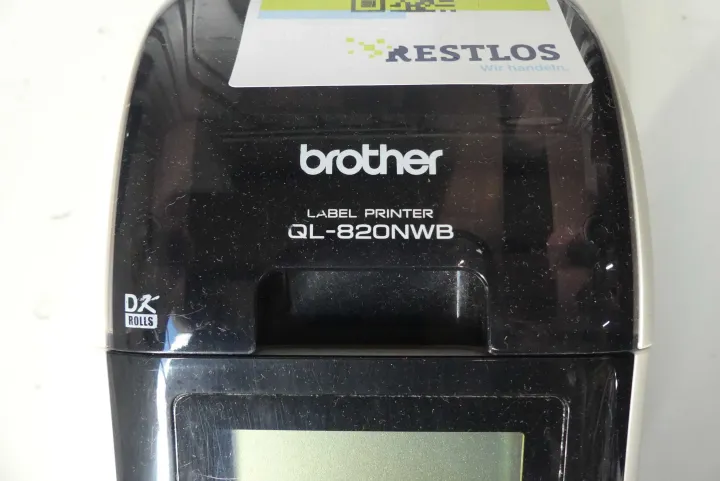 RESTLOS
Wir handeln.
brother
LABEL PRINTER
QL-820NWB
DK
ROLLS